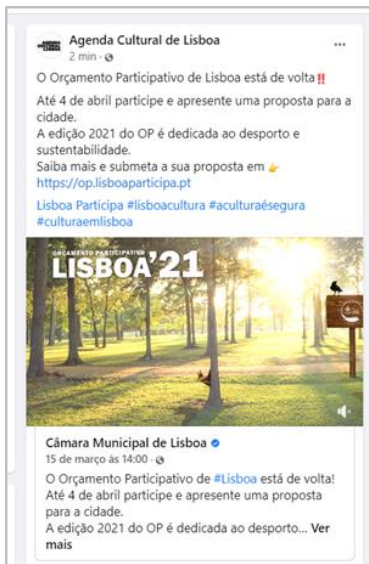 Agenda Cultural de Lisboa
2 min ·
O Orçamento Participativo de Lisboa está de volta‼
Até 4 de abril participe e apresente uma proposta para a
cidade.
A edição 2021 do OP é dedicada ao desporto e
sustentabilidade.
Saiba mais e submeta a sua proposta em 👉
https://op.lisboaparticipa.pt
Lisboa Participa #lisboacultura #aculturaésegura
#culturaemlisboa
ORÇAMENTO PARTICIPATIVO
LISBOA'21
Câmara Municipal de Lisboa
15 de março às 14:00 ·
O Orçamento Participativo de #Lisboa está de volta!
Até 4 de abril participe e apresente uma proposta
para a cidade.
A edição 2021 do OP é dedicada ao desporto... Ver
mais